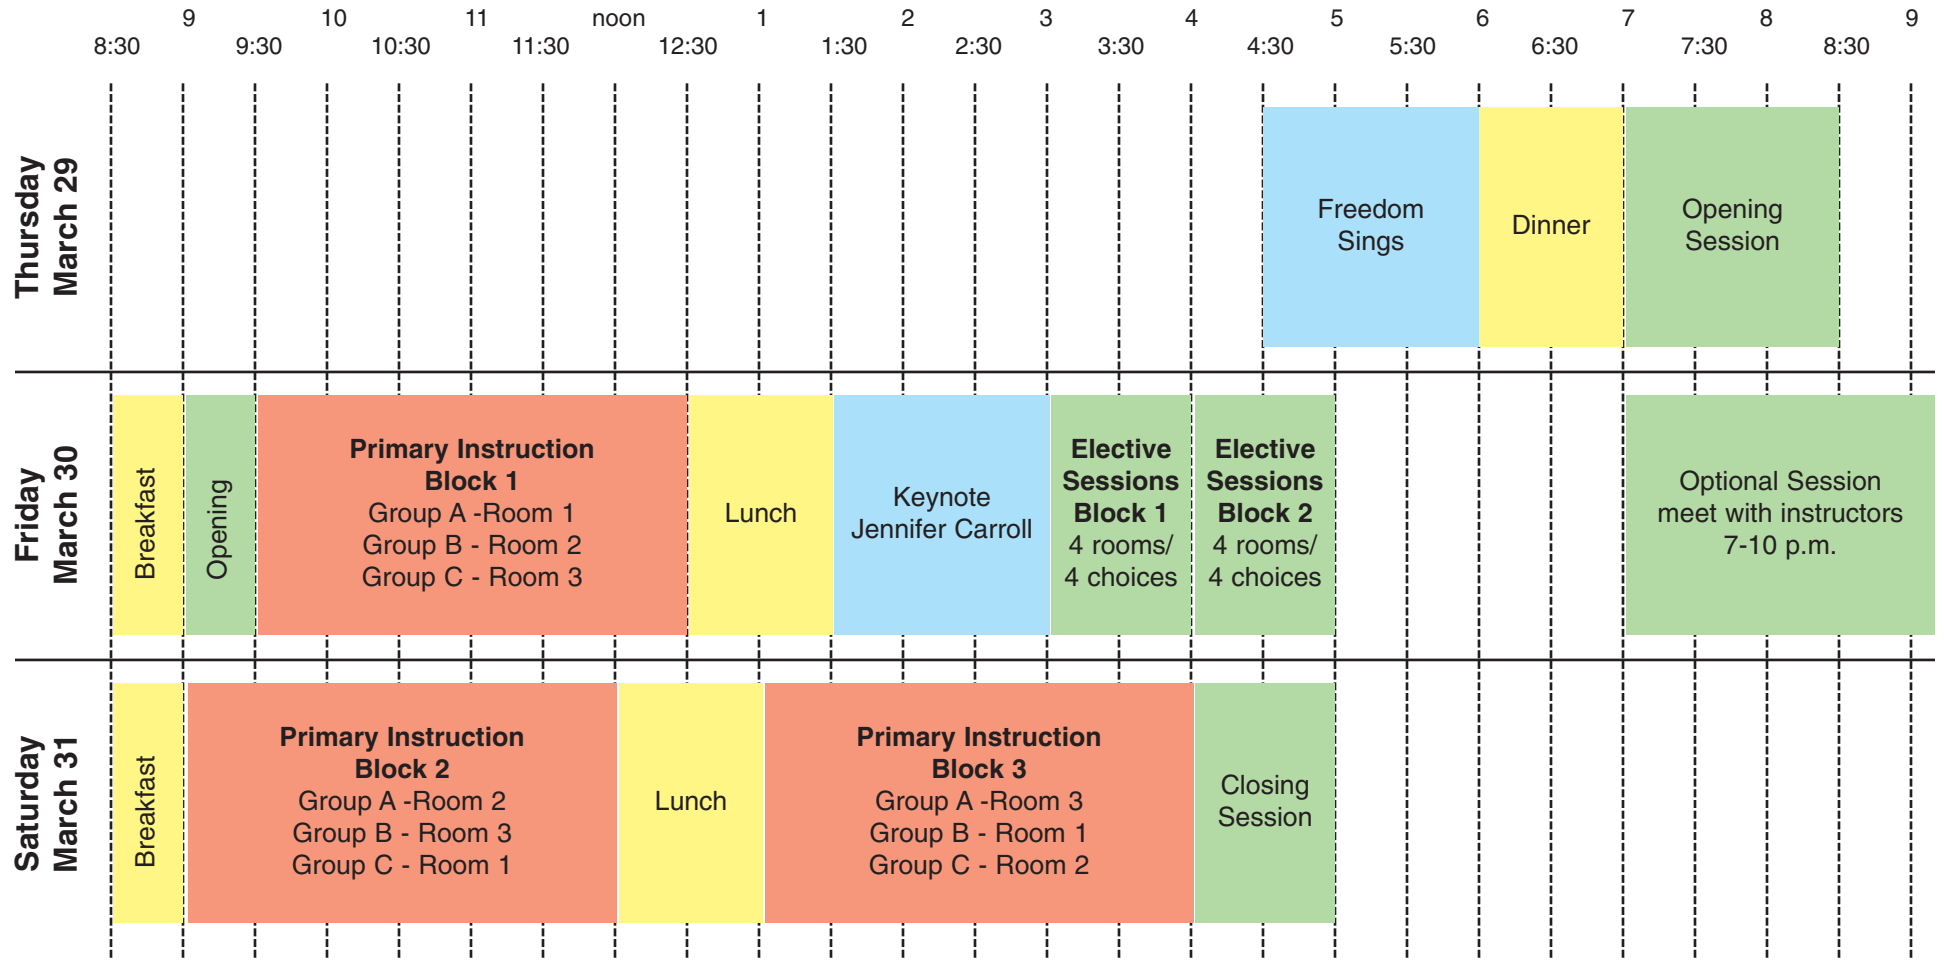 9 10 11 noon 1 2 3 4 5 6 7 8 9
8:30 9:30 10:30 11:30 12:30 1:30 2:30 3:30 4:30 5:30 6:30 7:30 8:30
Thursday
March 29
Freedom
Sings
Dinner
Opening
Session
Friday
March 30
Breakfast
Opening
Primary Instruction
Block 1
Group A -Room 1
Group B - Room 2
Group C - Room 3
Lunch
Keynote
Jennifer Carroll
Elective
Sessions
Block 1
4 rooms/
4 choices
Elective
Sessions
Block 2
4 rooms/
4 choices
Optional Session
meet with instructors
7-10 p.m.
Saturday
March 31
Breakfast
Primary Instruction
Block 2
Group A -Room 2
Group B - Room 3
Group C - Room 1
Lunch
Primary Instruction
Block 3
Group A -Room 3
Group B - Room 1
Group C - Room 2
Closing
Session